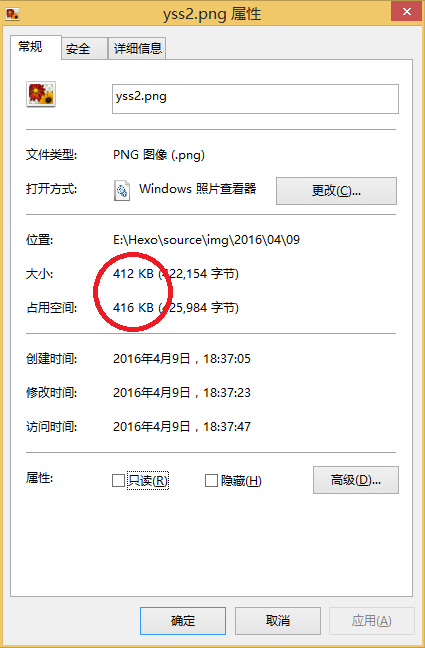 yss2.png 属性
常规 安全 详细信息
yss2.png
文件类型: PNG 图像 (.png)
打开方式: Windows 照片查看器 更改(C)...
位置: E:\Hexo\source\img\2016\04\09
大小: 412 KB (422,154 字节)
占用空间: 416 KB (425,984 字节)
创建时间: 2016年4月9日，18:37:05
修改时间: 2016年4月9日，18:37:23
访问时间: 2016年4月9日，18:37:47
属性: 只读(R) 隐藏(H) 高级(D)...
确定 取消 应用(A)